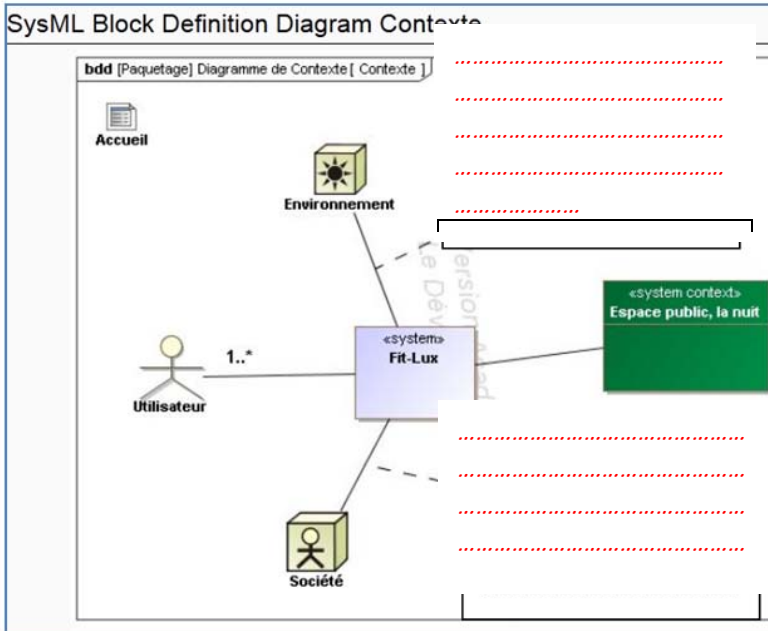 SysML Block Definition Diagram Contexte
bdd [Paquetage] Diagramme de Contexte [ Contexte ]
Accueil
Environnement
«system context»
Espace public, la nuit
«system»
Fit-Lux
1..*
Utilisateur
Société